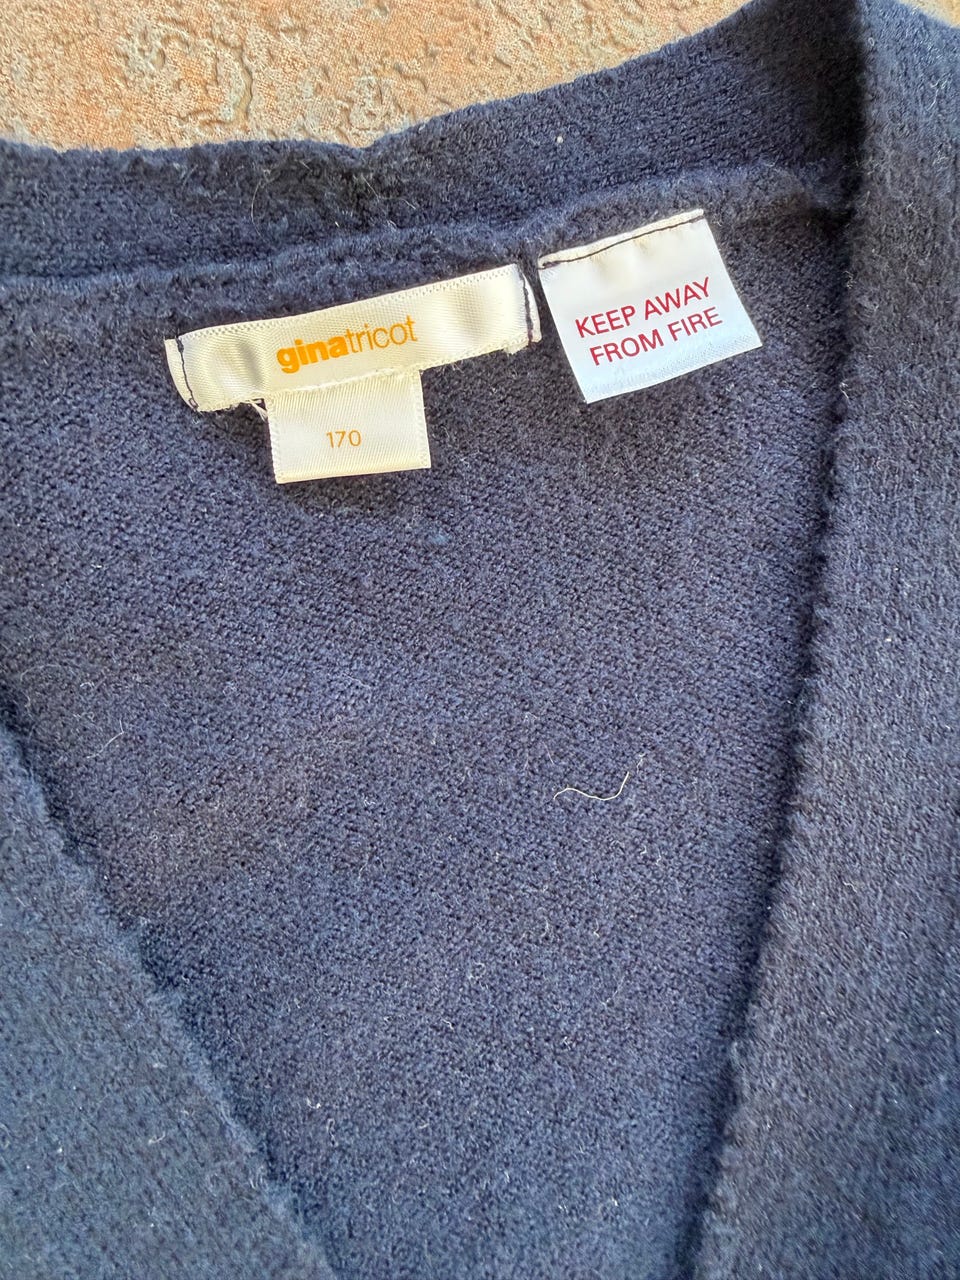 ginatricot
170
KEEP AWAY
FROM FIRE